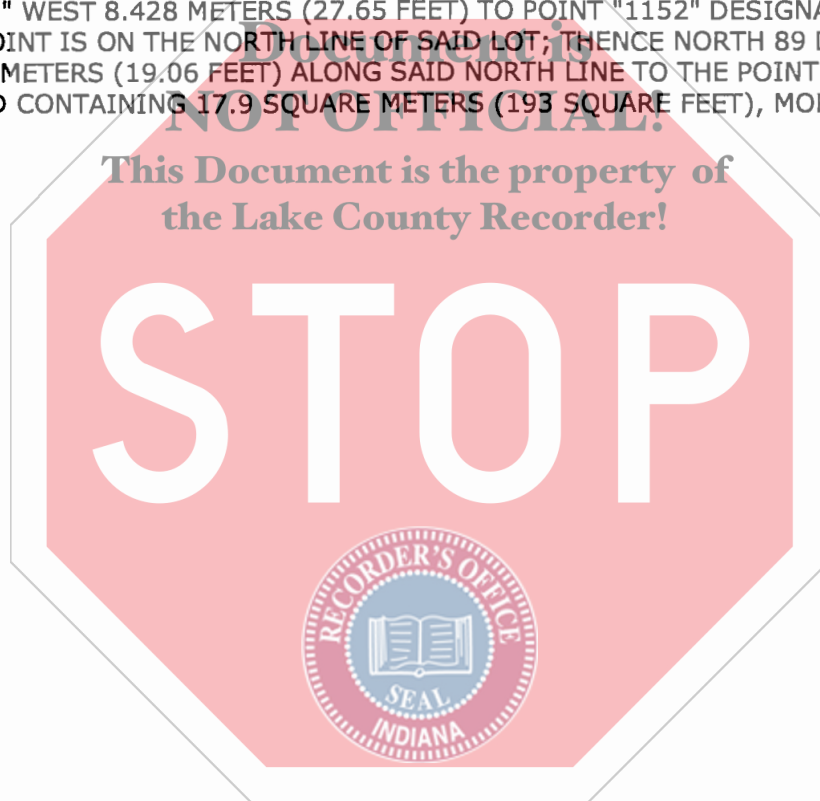 " WEST 8.428 METERS (27.65 FEET) TO POINT "1152" DESIGNA
OINT IS ON THE NORTH LINE OF SAID LOT; THENCE NORTH 89 D
METERS (19.06 FEET) ALONG SAID NORTH LINE TO THE POINT
CONTAINING 17.9 SQUARE METERS (193 SQUARE FEET), MO
Document is
NOT OFFICIAL!
This Document is the property of
the Lake County Recorder!
STOP
RECORDER'S OFFICE
SEAL
INDIANA